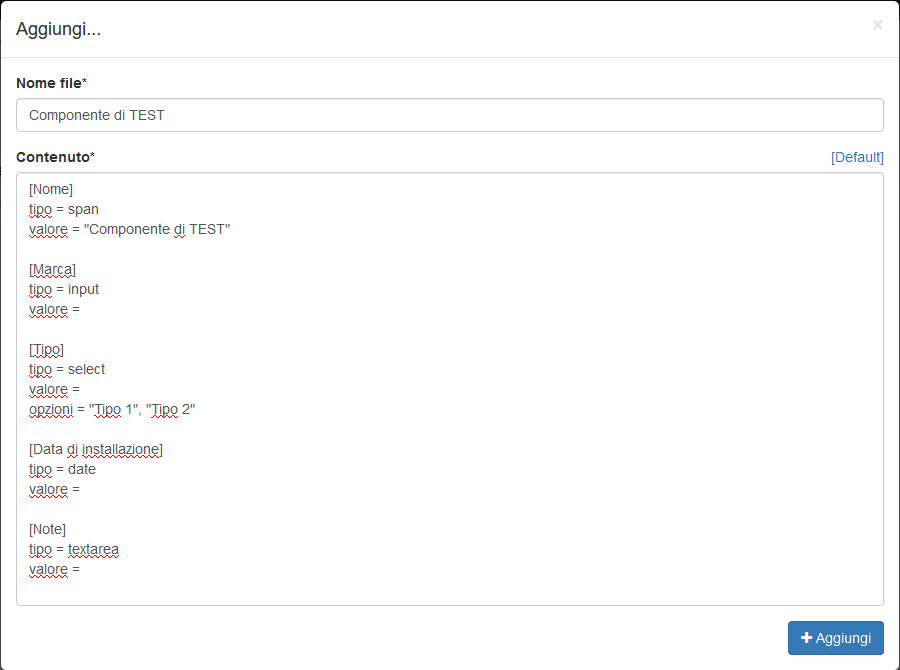 Aggiungi...
×
Nome file*
Componente di TEST
Contenuto*
[Default]
[Nome]
tipo = span
valore = "Componente di TEST"
[Marca]
tipo = input
valore =
[Tipo]
tipo = select
valore =
opzioni = "Tipo 1", "Tipo 2"
[Data di installazione]
tipo = date
valore =
[Note]
tipo = textarea
valore =
+ Aggiungi